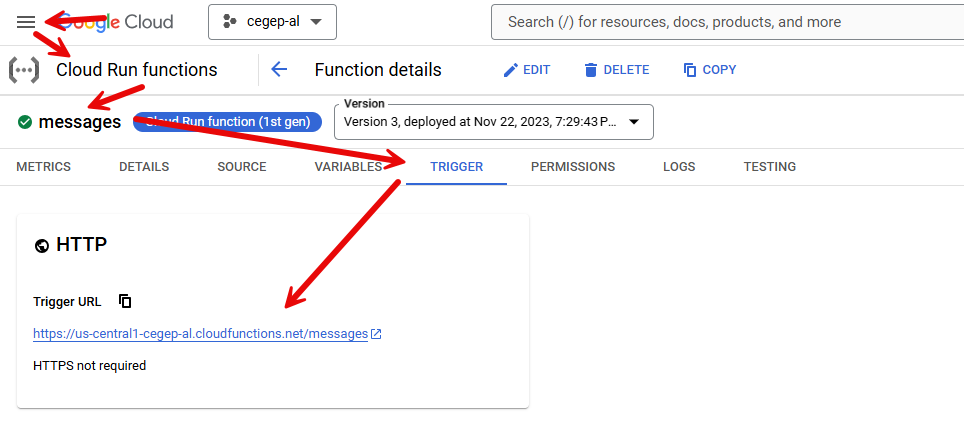 Google Cloud
cegep-al
Search (/) for resources, docs, products, and more
Cloud Run functions
Function details
EDIT
DELETE
COPY
messages
Cloud Run function (1st gen)
Version
Version 3, deployed at Nov 22, 2023, 7:29:43 P...
METRICS
DETAILS
SOURCE
VARIABLES
TRIGGER
PERMISSIONS
LOGS
TESTING
HTTP
Trigger URL
https://us-central1-cegep-al.cloudfunctions.net/messages
HTTPS not required